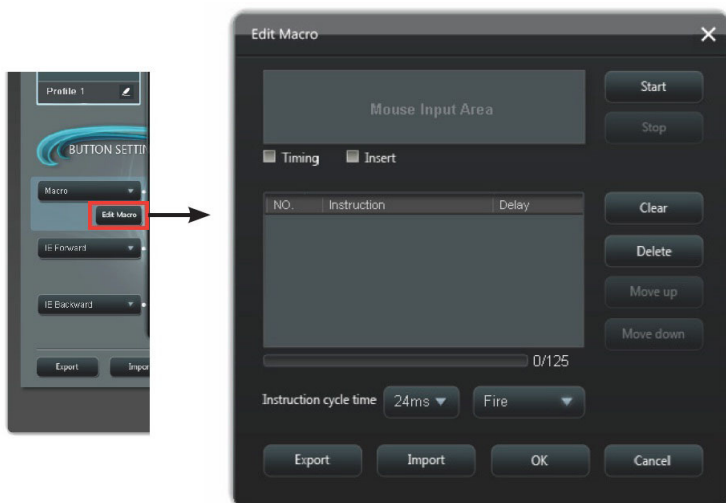 Profile 1
BUTTON SETTIN
Macro
Edit Macro
IE Forward
IE Backward
Export
Impor
Edit Macro
Mouse Input Area
Start
Stop
Timing
Insert
NO. Instruction Delay
Clear
Delete
Move up
Move down
0/125
Instruction cycle time 24ms Fire
Export Import OK Cancel